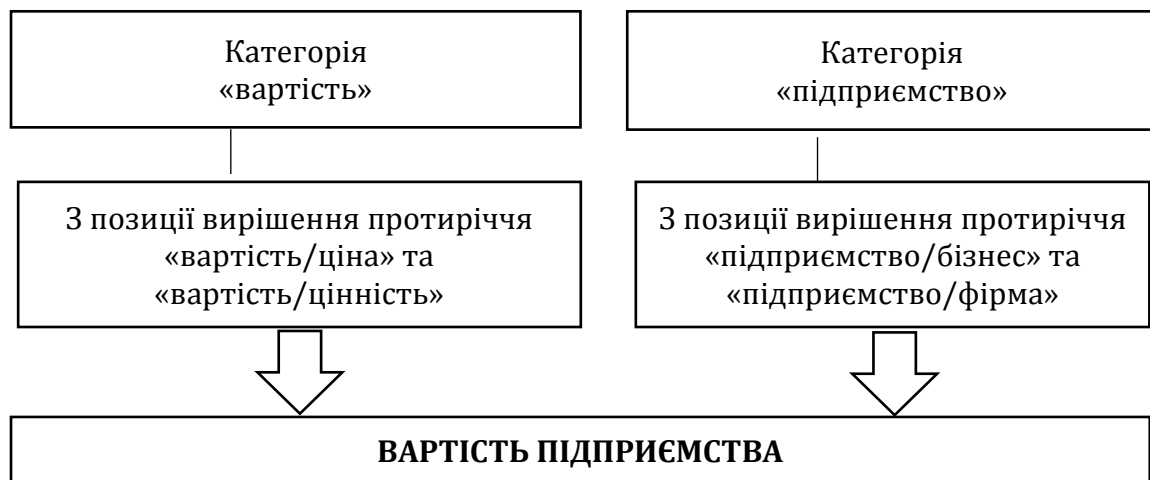 Категорія
«вартість»
Категорія
«підприємство»
З позиції вирішення протиріччя
«вартість/ціна» та
«вартість/цінність»
З позиції вирішення протиріччя
«підприємство/бізнес» та
«підприємство/фірма»
ВАРТІСТЬ ПІДПРИЄМСТВА